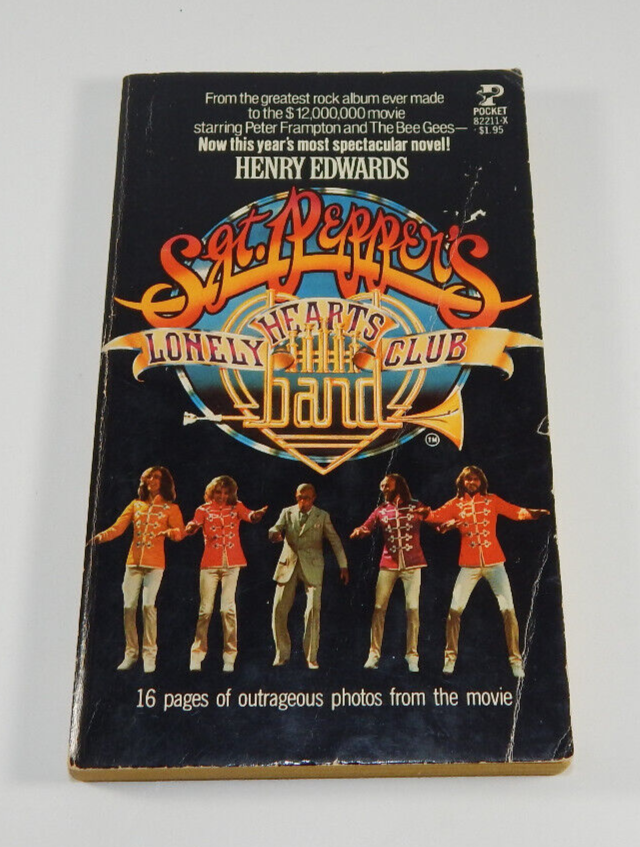 From the greatest rock album ever made
to the $12,000,000 movie
starring Peter Frampton and The Bee Gees—
Now this year's most spectacular novel!
HENRY EDWARDS
POCKET
82211-X
$1.95
Sgt. Pepper's
LONELY HEARTS CLUB
band
TM
16 pages of outrageous photos from the movie